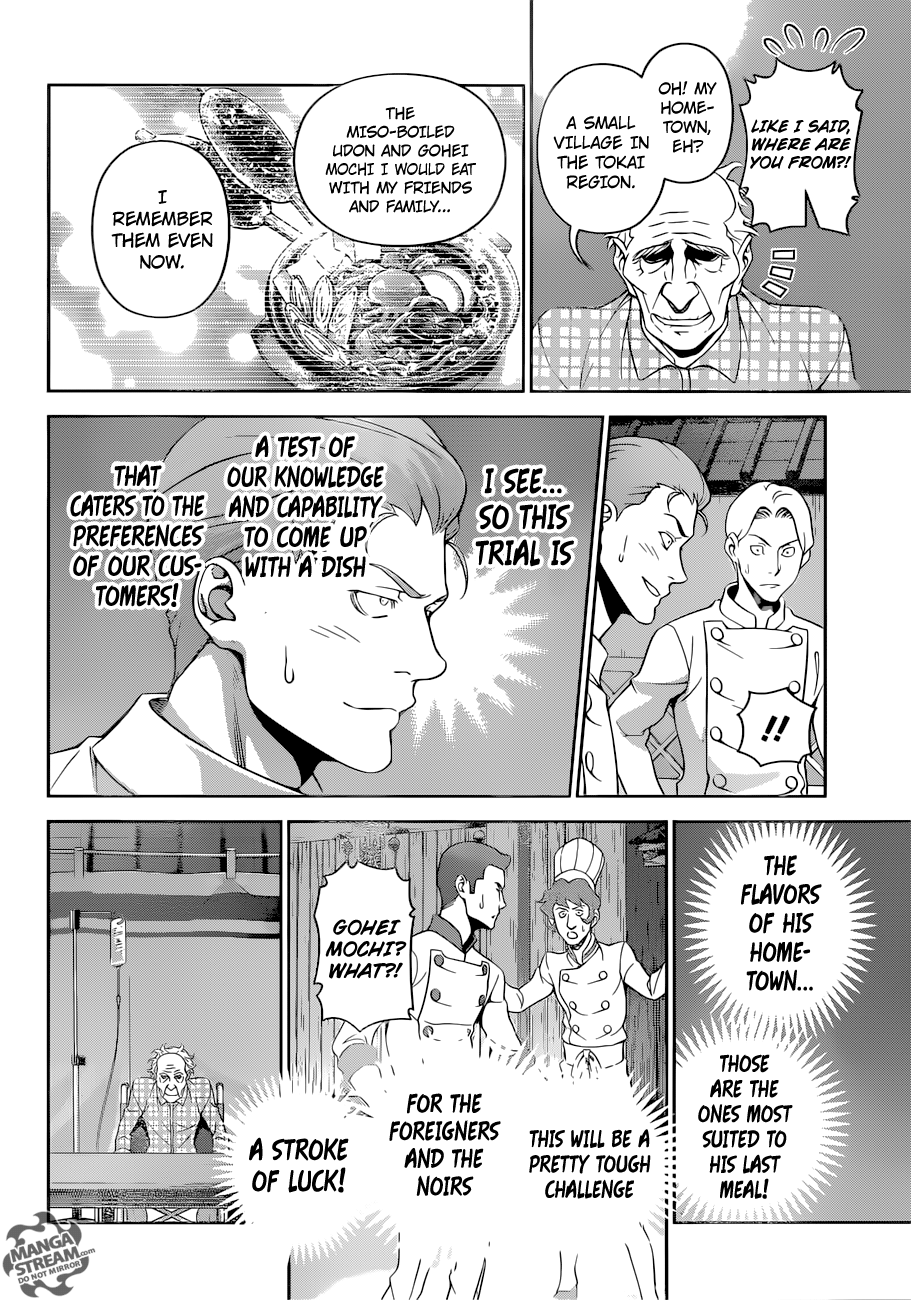 LIKE I SAID,
WHERE ARE
YOU FROM?!
OH! MY
HOME-
TOWN,
EH?
A SMALL
VILLAGE IN
THE TOKAI
REGION.
THE
MISO-BOILED
UDON AND GOHEI
MOCHI I WOULD EAT
WITH MY FRIENDS
AND FAMILY...
I
REMEMBER
THEM EVEN
NOW.
!!
I SEE...
SO THIS
TRIAL IS
A TEST OF
OUR KNOWLEDGE
AND CAPABILITY
TO COME UP
WITH A DISH
THAT
CATERS TO THE
PREFERENCES
OF OUR CUS-
TOMERS!
THE
FLAVORS
OF HIS
HOME-
TOWN...
THOSE
ARE THE
ONES MOST
SUITED TO
HIS LAST
MEAL!
GOHEI
MOCHI?
WHAT?!
THIS WILL BE A
PRETTY TOUGH
CHALLENGE
FOR THE
FOREIGNERS
AND THE
NOIRS
A STROKE
OF LUCK!
MANGA
STREAM.com
DO NOT MIRROR